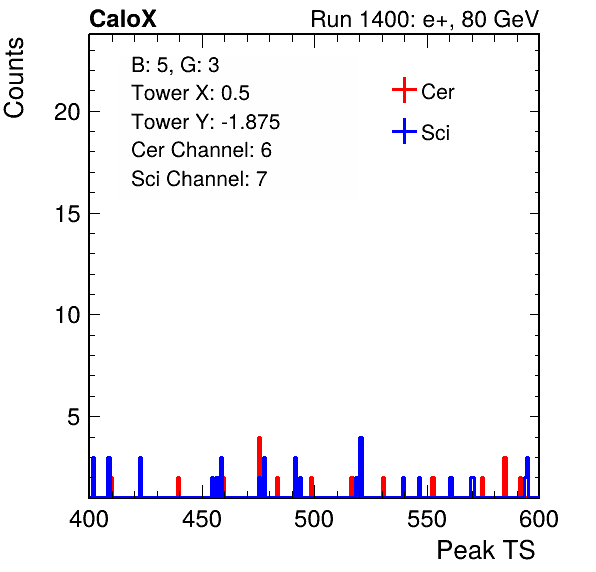 CaloX Run 1400: e+, 80 GeV
Counts
B: 5, G: 3
Tower X: 0.5
Tower Y: -1.875
Cer Channel: 6
Sci Channel: 7
Cer
Sci
20
15
10
5
400 450 500 550 600
Peak TS